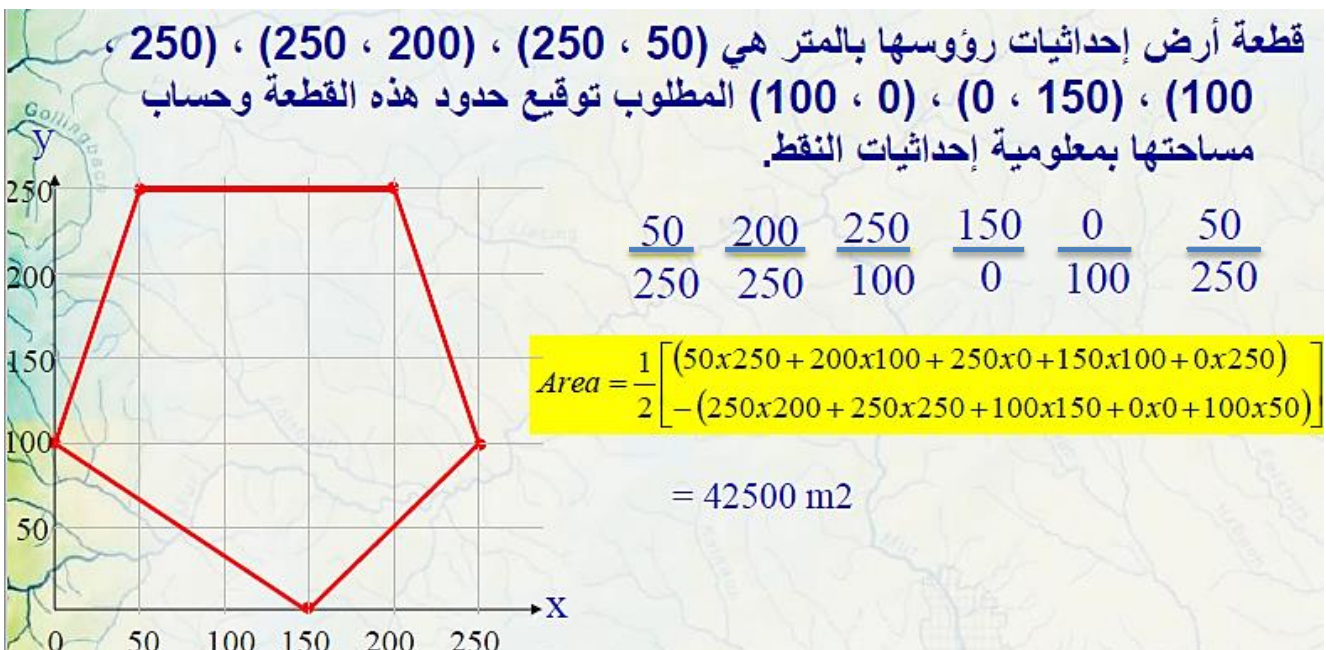 قطعة أرض إحداثيات رؤوسها بالمتر هي (50 ، 250) ، (200 ، 250) ، (250 ،
100) ، (150 ، 0) ، (0 ، 100) المطلوب توقيع حدود هذه القطعة وحساب
مساحتها بمعلومية إحداثيات النقط.
Gollingbach
y
250
200
150
100
50
0 50 100 150 200 250
X
50 200 250 150 0 50
250 250 100 0 100 250
Area = 1/2 [(50x250 + 200x100 + 250x0+150x100 + 0x250)
-(250x200 + 250x250 +100x150 + 0x0 +100x50)]
= 42500 m2